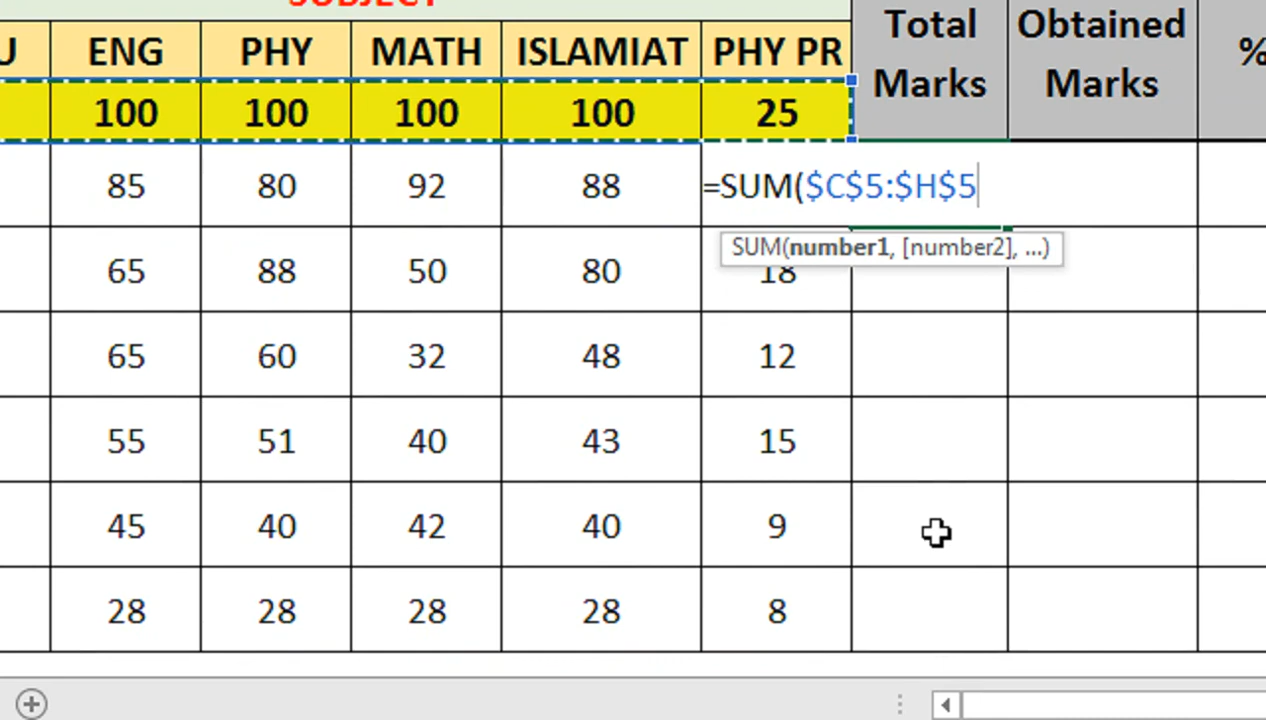 SUBJECT
U ENG PHY MATH ISLAMIAT PHY PR Total Marks Obtained Marks %
100 100 100 100 25
85 80 92 88 =SUM($C$5:$H$5
SUM(number1, [number2], ...)
65 88 50 80 18
65 60 32 48 12
55 51 40 43 15
45 40 42 40 9
28 28 28 28 8